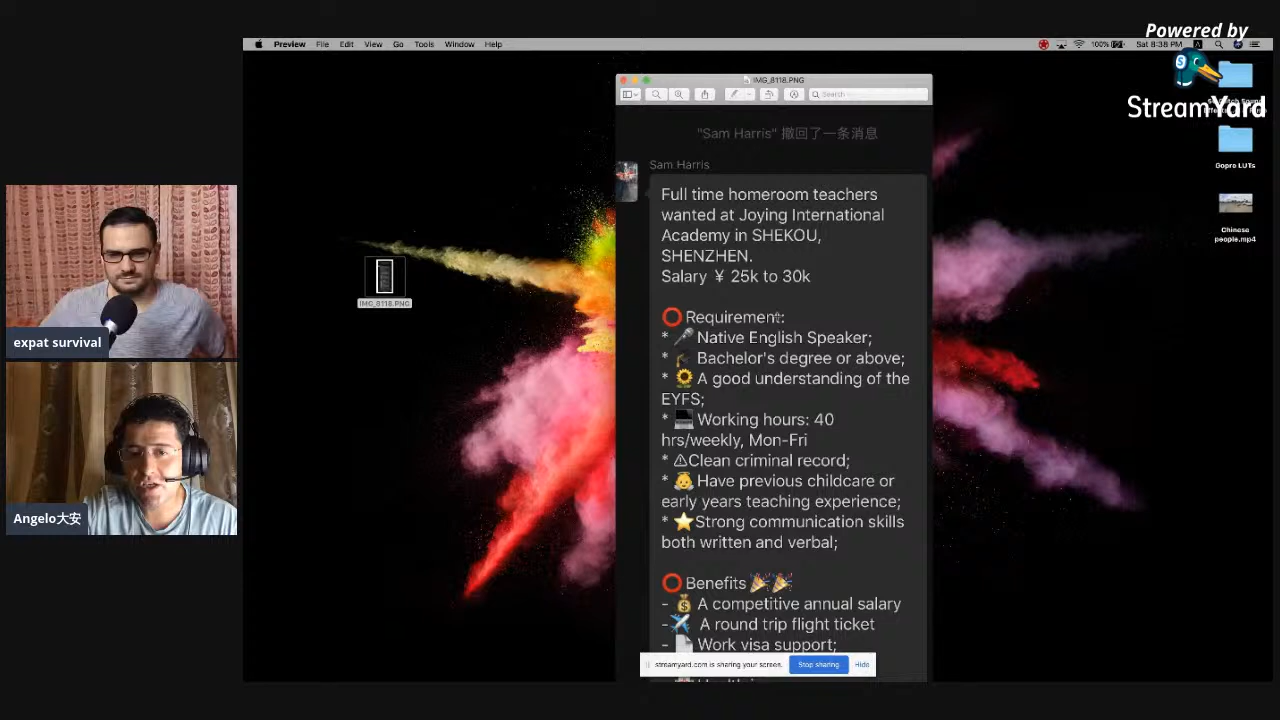 Powered by
StreamYard
Preview File Edit View Go Tools Window Help
100% Sat 8:38 PM
IMG_8118.PNG
Search
"Sam Harris" 撤回了一条消息
Sam Harris
Full time homeroom teachers
wanted at Joying International
Academy in SHEKOU,
SHENZHEN.
Salary ¥ 25k to 30k
⭕ Requirement:
* 🎤 Native English Speaker;
* 🎓 Bachelor's degree or above;
* 🌻 A good understanding of the
EYFS;
* 💻 Working hours: 40
hrs/weekly, Mon-Fri
* ⚠Clean criminal record;
* 👼 Have previous childcare or
early years teaching experience;
* ⭐Strong communication skills
both written and verbal;
⭕ Benefits 🎉🎉
- 💰 A competitive annual salary
-✈️ A round trip flight ticket
- 📄 Work visa support;
streamyard.com is sharing your screen. Stop sharing Hide
IMG_8118.PNG
Gopro LUTs
Chinese
people.mp4
expat survival
Angelo大安